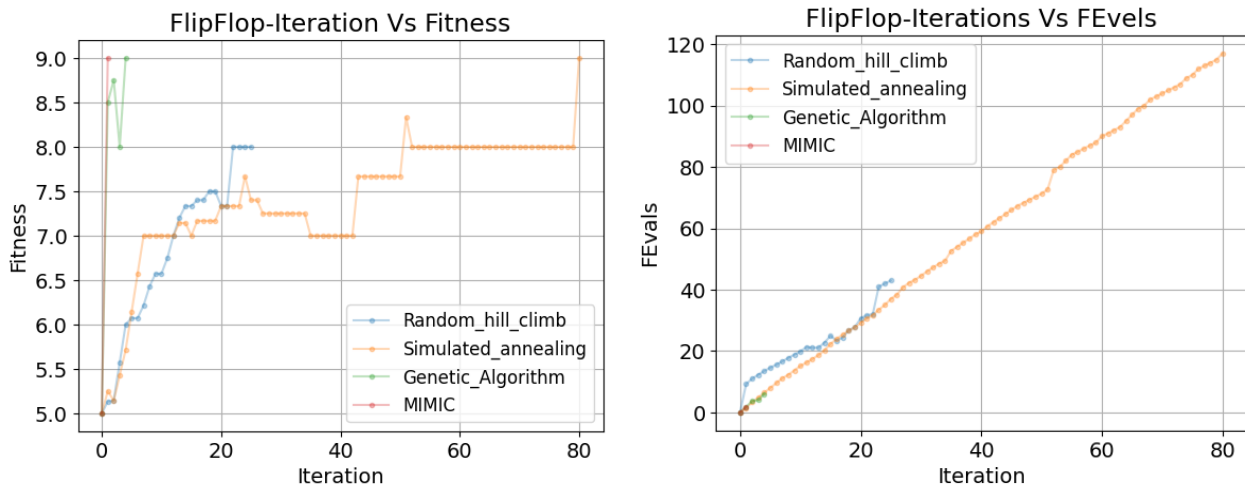 FlipFlop-Iteration Vs Fitness
9.0
8.5
8.0
7.5
7.0
6.5
6.0
5.5
5.0
Fitness
Random_hill_climb
Simulated_annealing
Genetic_Algorithm
MIMIC
0
20
40
60
80
Iteration
FlipFlop-Iterations Vs FEvels
120
100
80
60
40
20
0
FEvals
Random_hill_climb
Simulated_annealing
Genetic_Algorithm
MIMIC
0
20
40
60
80
Iteration